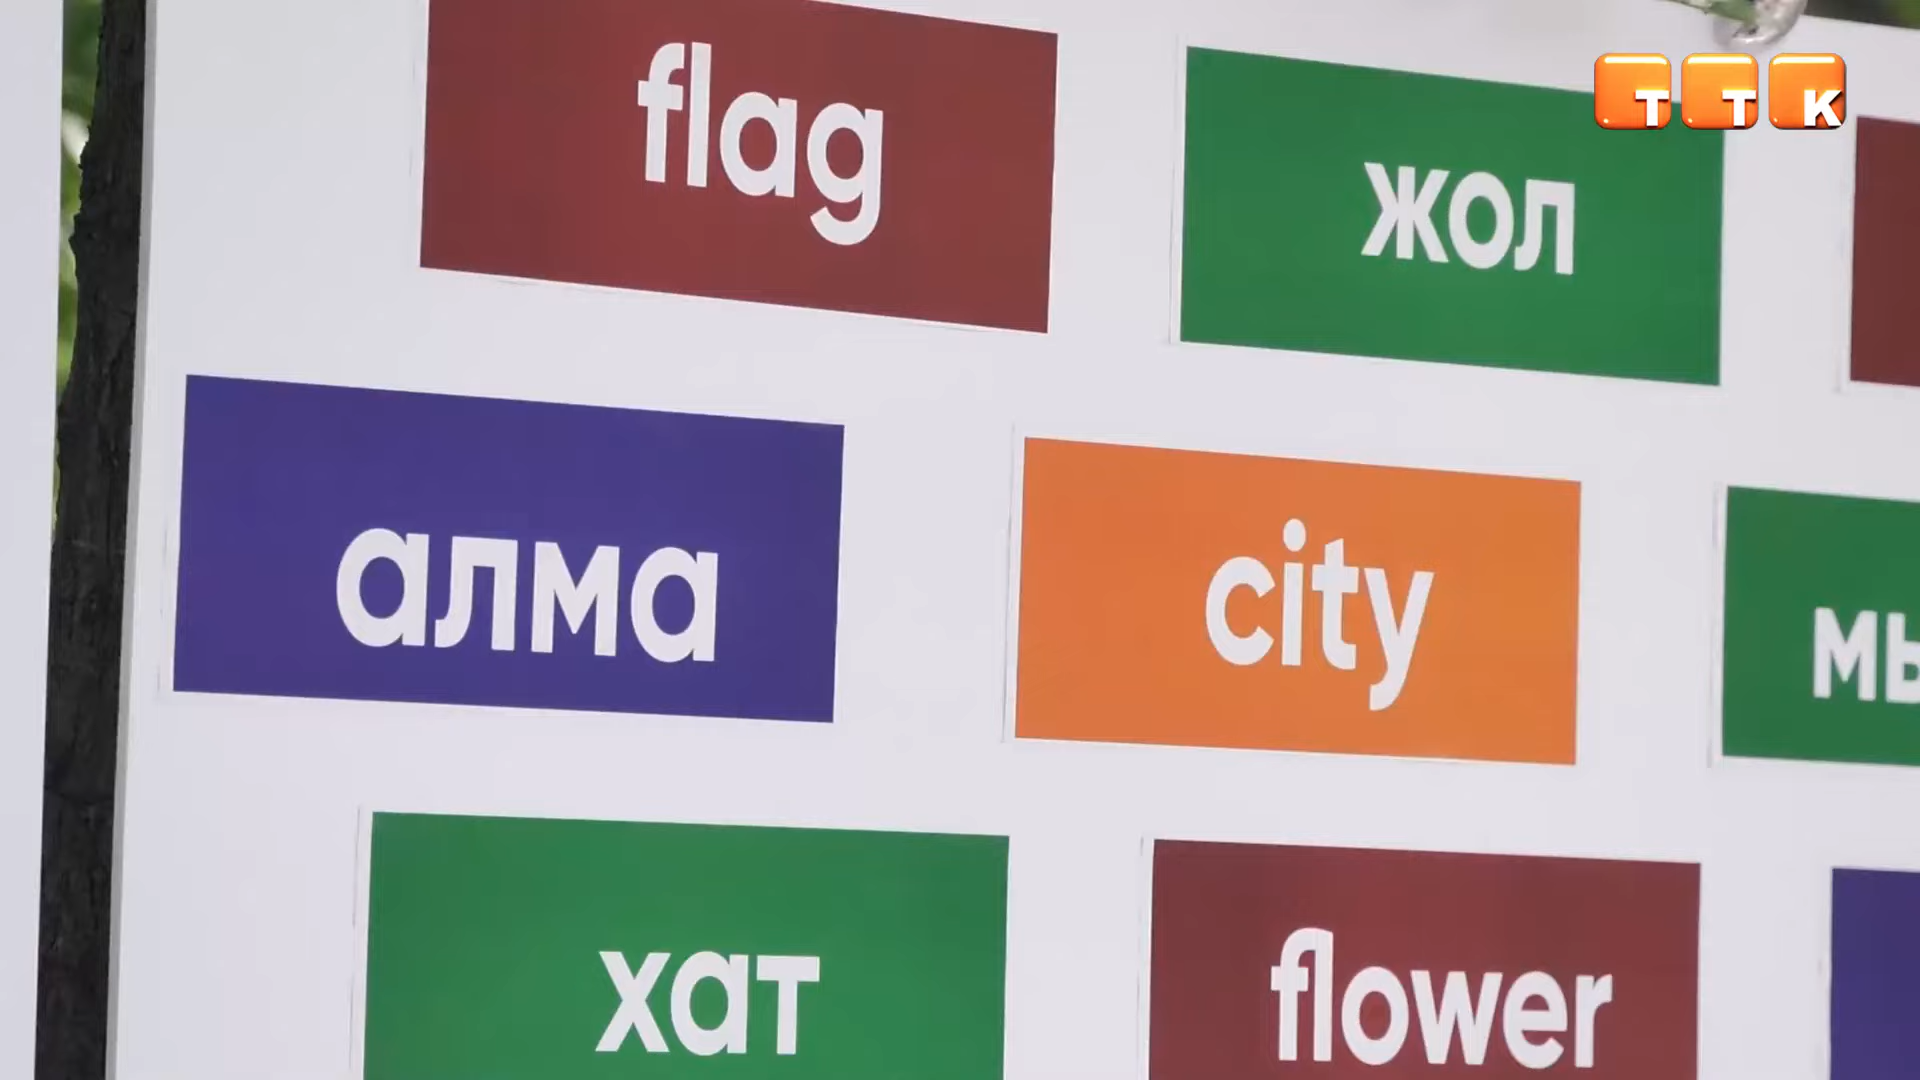 flag
жол
ТТК
алма
city
хат
flower